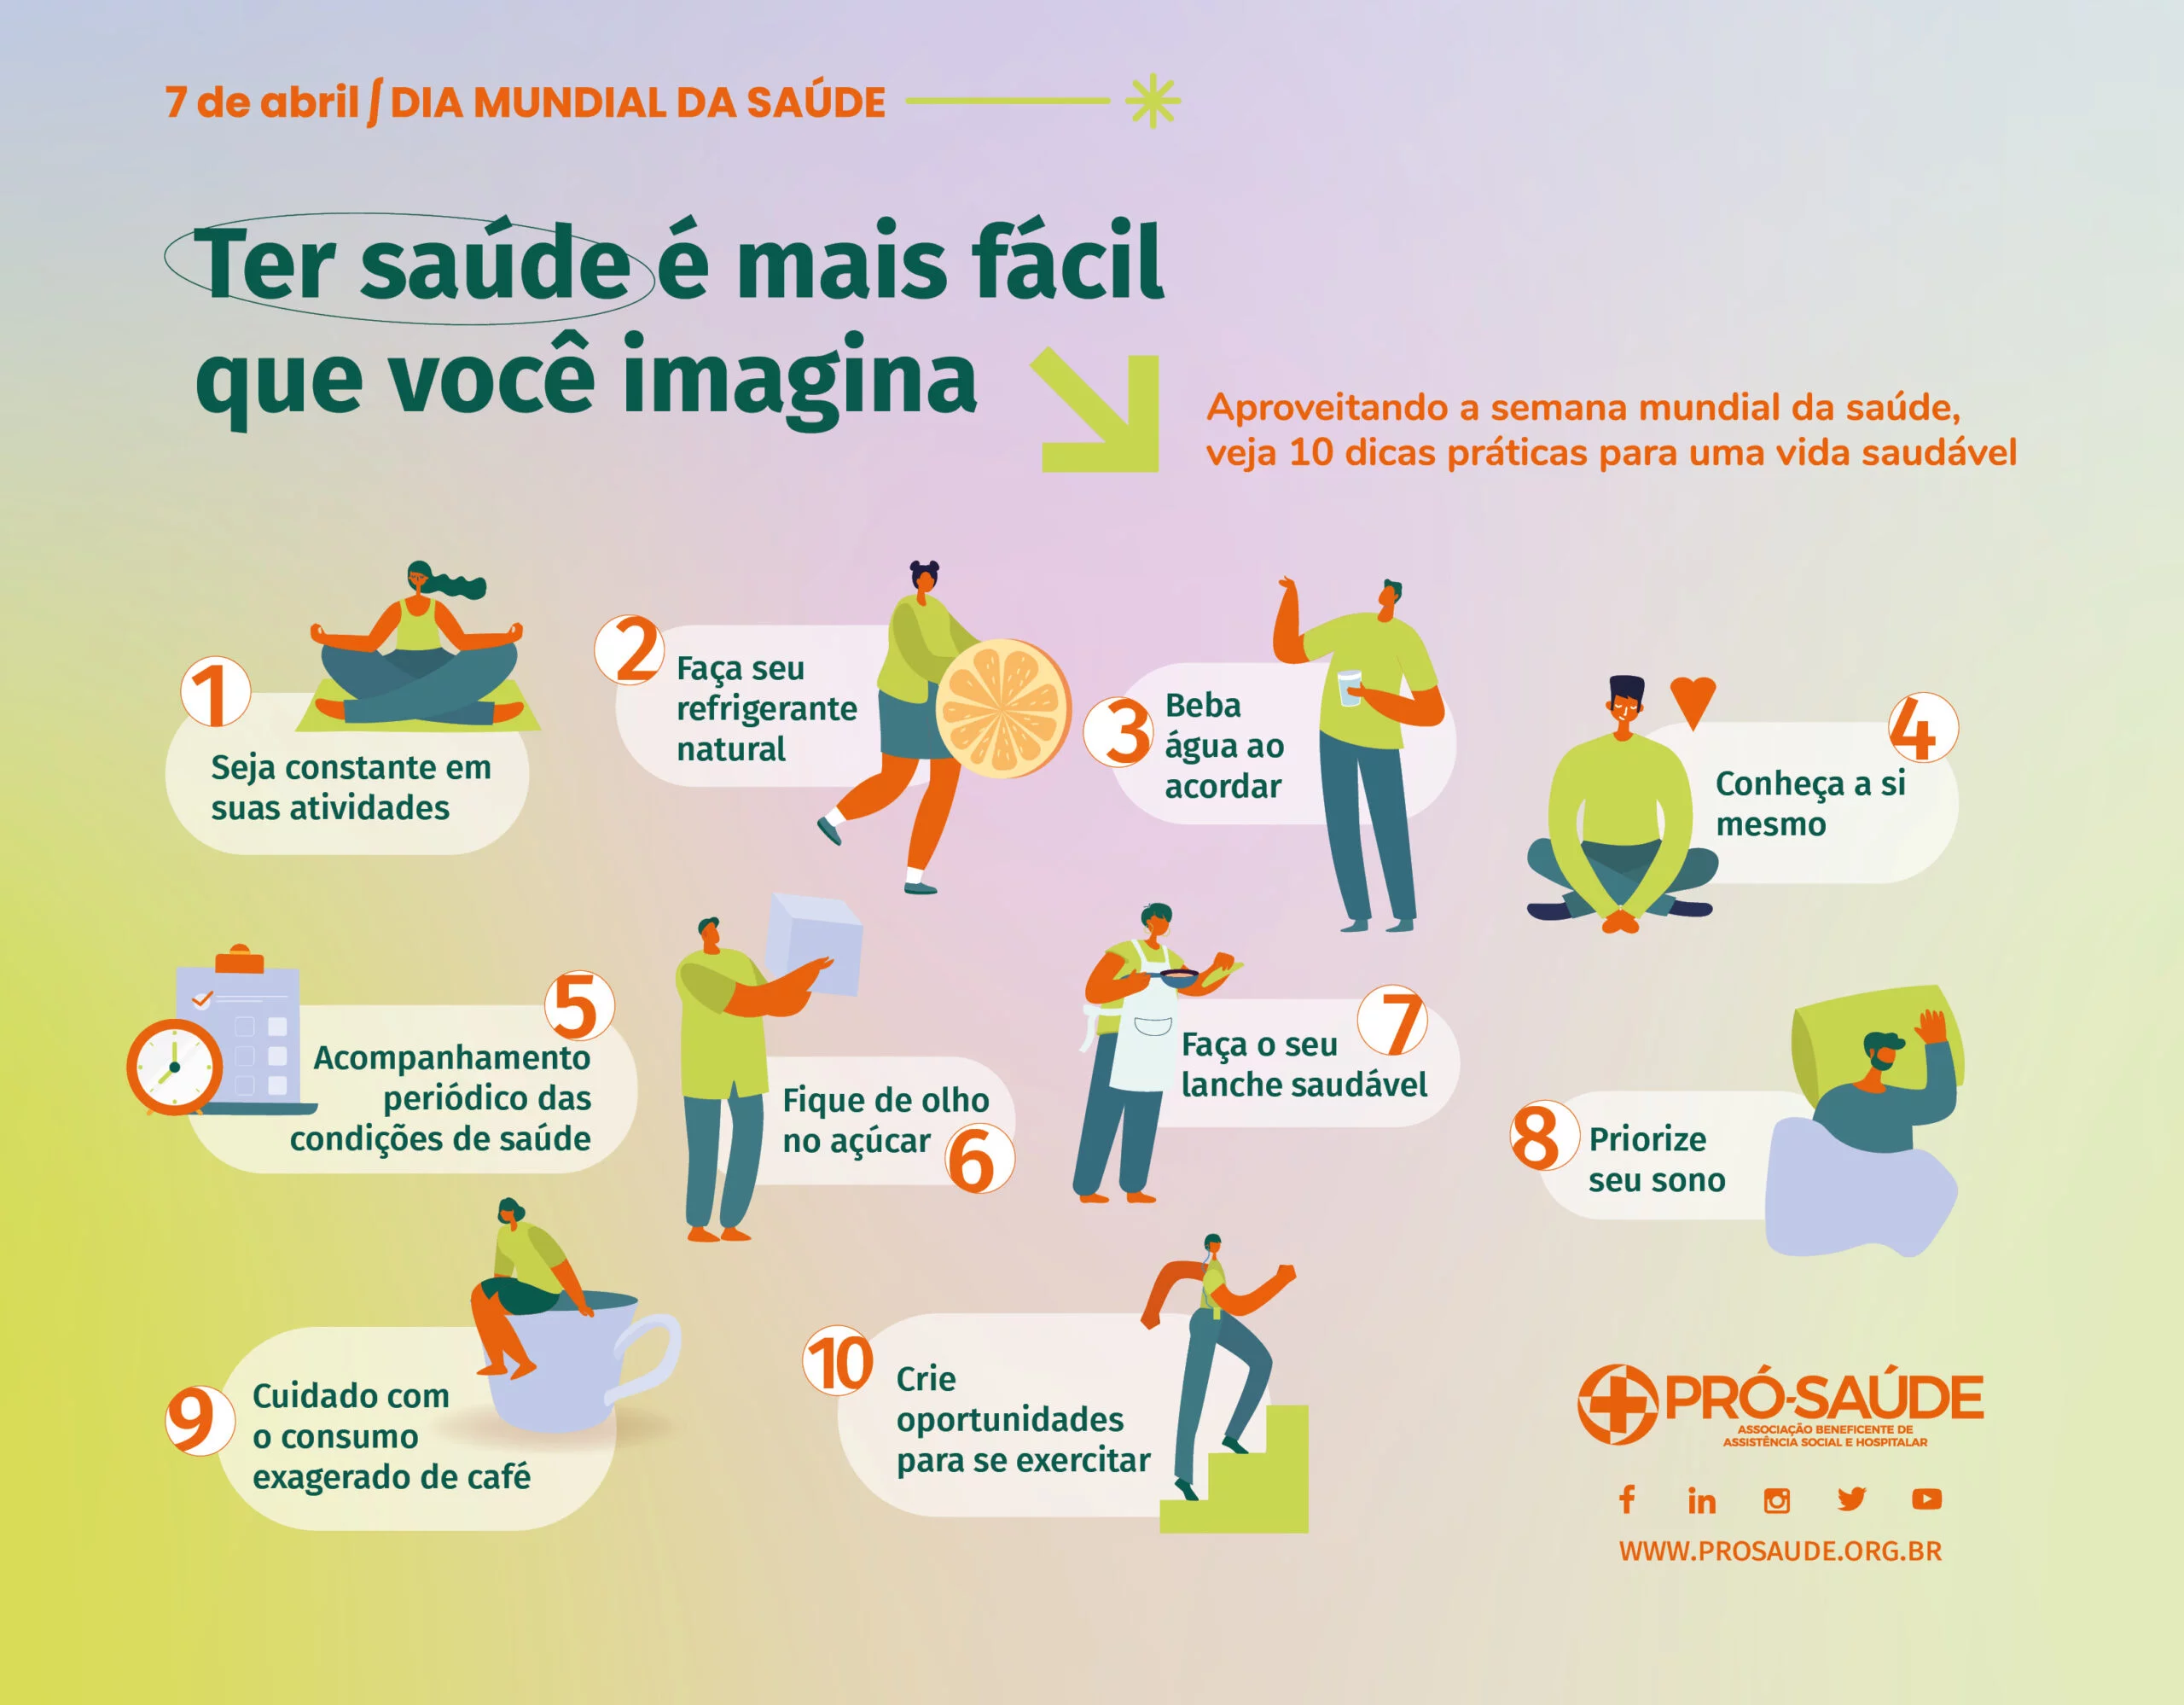 7 de abril ∫ DIA MUNDIAL DA SAÚDE
Ter saúde é mais fácil
que você imagina
Aproveitando a semana mundial da saúde,
veja 10 dicas práticas para uma vida saudável
1
Seja constante em
suas atividades
2
Faça seu
refrigerante
natural
3
Beba
água ao
acordar
4
Conheça a si
mesmo
5
Acompanhamento
periódico das
condições de saúde
6
Fique de olho
no açúcar
7
Faça o seu
lanche saudável
8
Priorize
seu sono
9
Cuidado com
o consumo
exagerado de café
10
Crie
oportunidades
para se exercitar
PRÓ-SAÚDE
ASSOCIAÇÃO BENEFICENTE DE
ASSISTÊNCIA SOCIAL E HOSPITALAR
WWW.PROSAUDE.ORG.BR